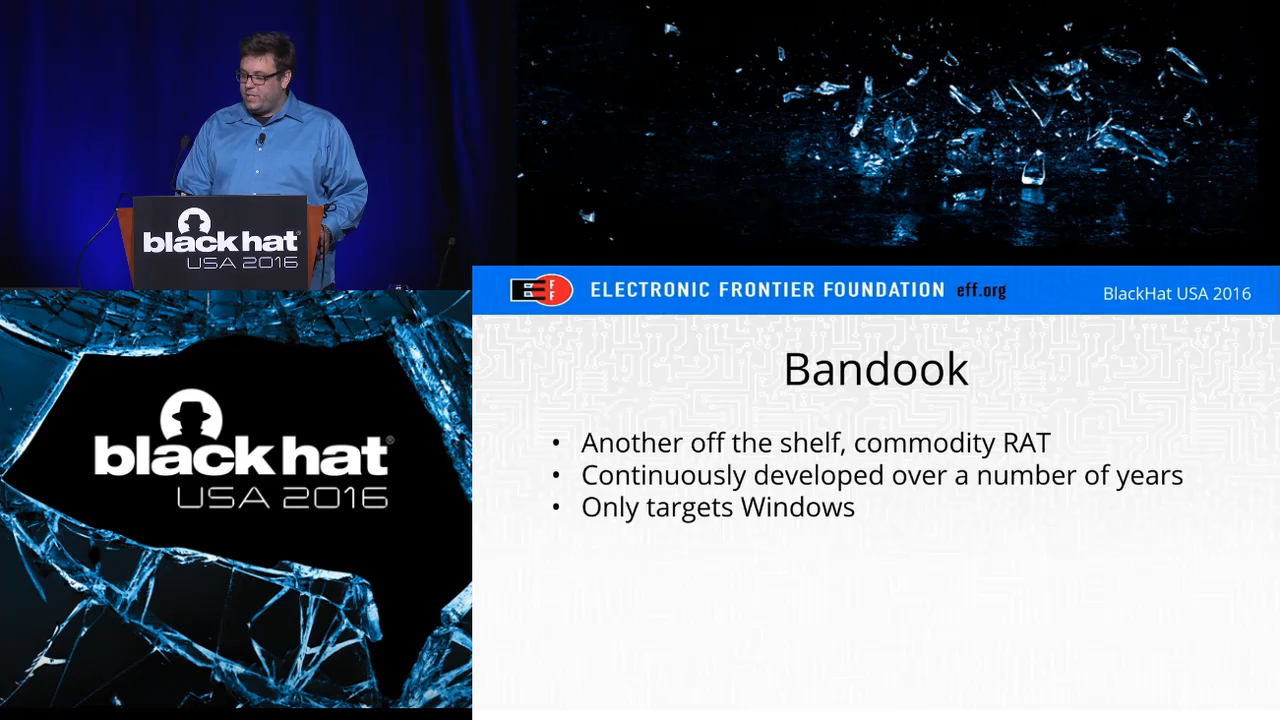 black hat
USA 2016
EFF
ELECTRONIC FRONTIER FOUNDATION eff.org
BlackHat USA 2016
black hat®
USA 2016
Bandook
• Another off the shelf, commodity RAT
• Continuously developed over a number of years
• Only targets Windows